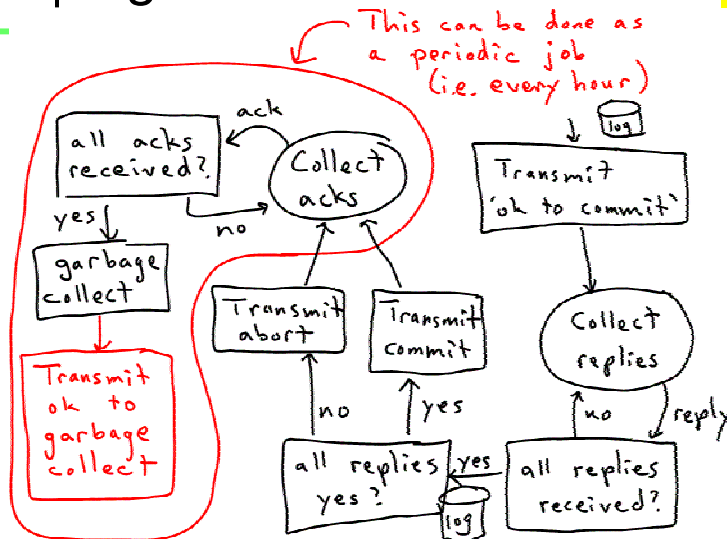 This can be done as
a periodic job
(i.e. every hour)
log
Transmit
'ok to commit'
Collect
replies
reply
no
all replies
received?
yes
all replies
yes?
log
no
yes
Transmit
abort
Transmit
commit
Collect
acks
ack
all acks
received?
no
yes
garbage
collect
Transmit
ok to
garbage
collect